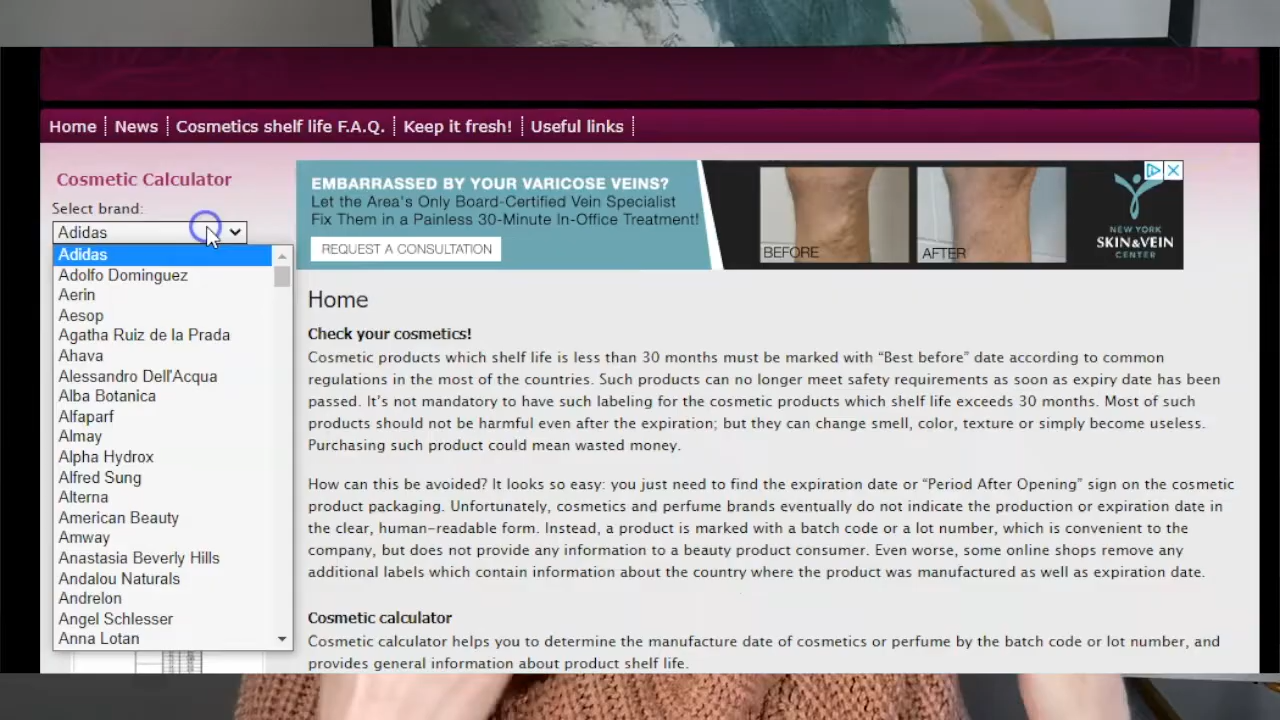 Home
News
Cosmetics shelf life F.A.Q.
Keep it fresh!
Useful links
Cosmetic Calculator
Select brand:
Adidas
Adidas
Adolfo Dominguez
Aerin
Aesop
Agatha Ruiz de la Prada
Ahava
Alessandro Dell'Acqua
Alba Botanica
Alfaparf
Almay
Alpha Hydrox
Alfred Sung
Alterna
American Beauty
Amway
Anastasia Beverly Hills
Andalou Naturals
Andrelon
Angel Schlesser
Anna Lotan
EMBARRASSED BY YOUR VARICOSE VEINS?
Let the Area's Only Board-Certified Vein Specialist
Fix Them in a Painless 30-Minute In-Office Treatment!
REQUEST A CONSULTATION
BEFORE
AFTER
NEW YORK
SKIN&VEIN
CENTER
Home
Check your cosmetics!
Cosmetic products which shelf life is less than 30 months must be marked with “Best before” date according to common
regulations in the most of the countries. Such products can no longer meet safety requirements as soon as expiry date has been
passed. It’s not mandatory to have such labeling for the cosmetic products which shelf life exceeds 30 months. Most of such
products should not be harmful even after the expiration; but they can change smell, color, texture or simply become useless.
Purchasing such product could mean wasted money.
How can this be avoided? It looks so easy: you just need to find the expiration date or “Period After Opening” sign on the cosmetic
product packaging. Unfortunately, cosmetics and perfume brands eventually do not indicate the production or expiration date in
the clear, human-readable form. Instead, a product is marked with a batch code or a lot number, which is convenient to the
company, but does not provide any information to a beauty product consumer. Even worse, some online shops remove any
additional labels which contain information about the country where the product was manufactured as well as expiration date.
Cosmetic calculator
Cosmetic calculator helps you to determine the manufacture date of cosmetics or perfume by the batch code or lot number, and
provides general information about product shelf life.